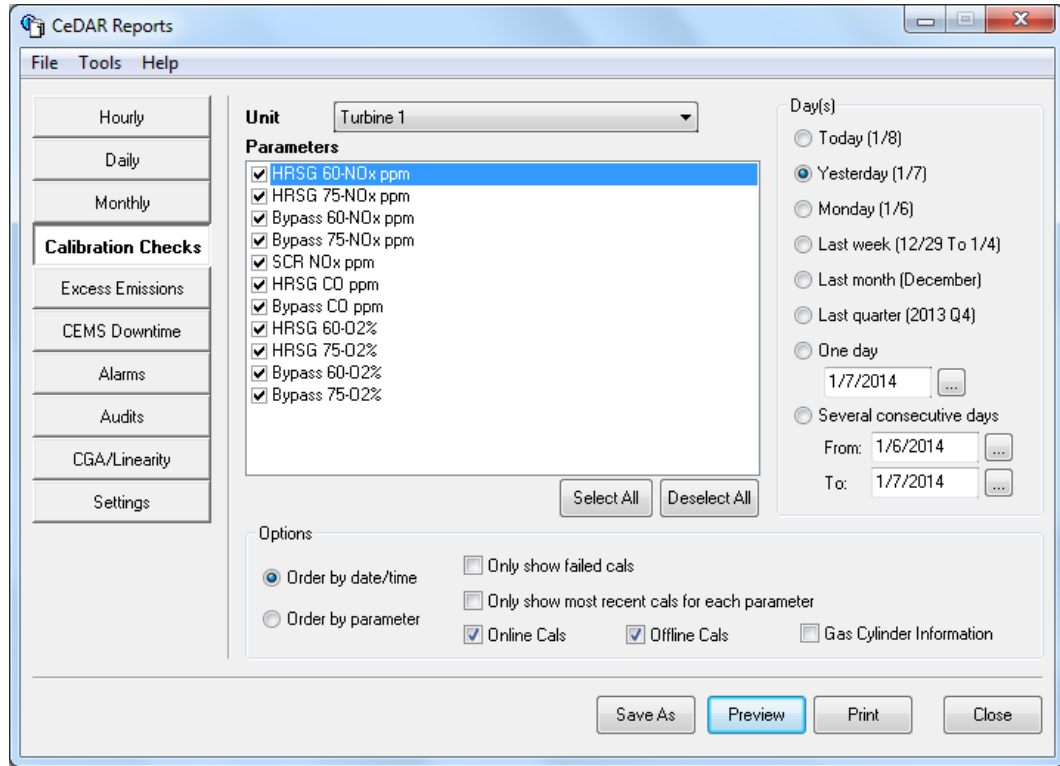 CeDAR Reports
File Tools Help
Hourly
Daily
Monthly
Calibration Checks
Excess Emissions
CEMS Downtime
Alarms
Audits
CGA/Linearity
Settings
Unit Turbine 1
Parameters
HRSG 60-NOx ppm
HRSG 75-NOx ppm
Bypass 60-NOx ppm
Bypass 75-NOx ppm
SCR NOx ppm
HRSG CO ppm
Bypass CO ppm
HRSG 60-O2%
HRSG 75-O2%
Bypass 60-O2%
Bypass 75-O2%
Select All Deselect All
Day(s)
Today (1/8)
Yesterday (1/7)
Monday (1/6)
Last week (12/29 To 1/4)
Last month (December)
Last quarter (2013 Q4)
One day
1/7/2014 ...
Several consecutive days
From: 1/6/2014 ...
To: 1/7/2014 ...
Options
Order by date/time
Order by parameter
Only show failed cals
Only show most recent cals for each parameter
Online Cals Offline Cals Gas Cylinder Information
Save As Preview Print Close